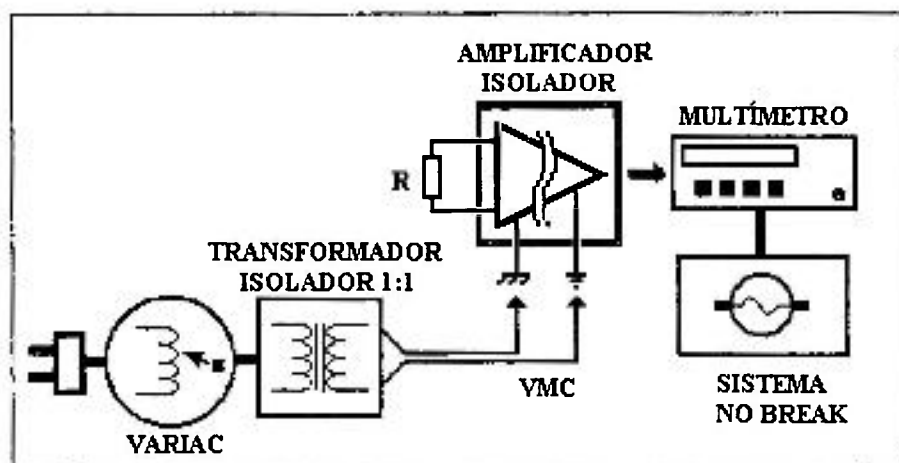 AMPLIFICADOR
ISOLADOR
MULTÍMETRO
R
TRANSFORMADOR
ISOLADOR 1:1
VMC
SISTEMA
NO BREAK
VARIAC